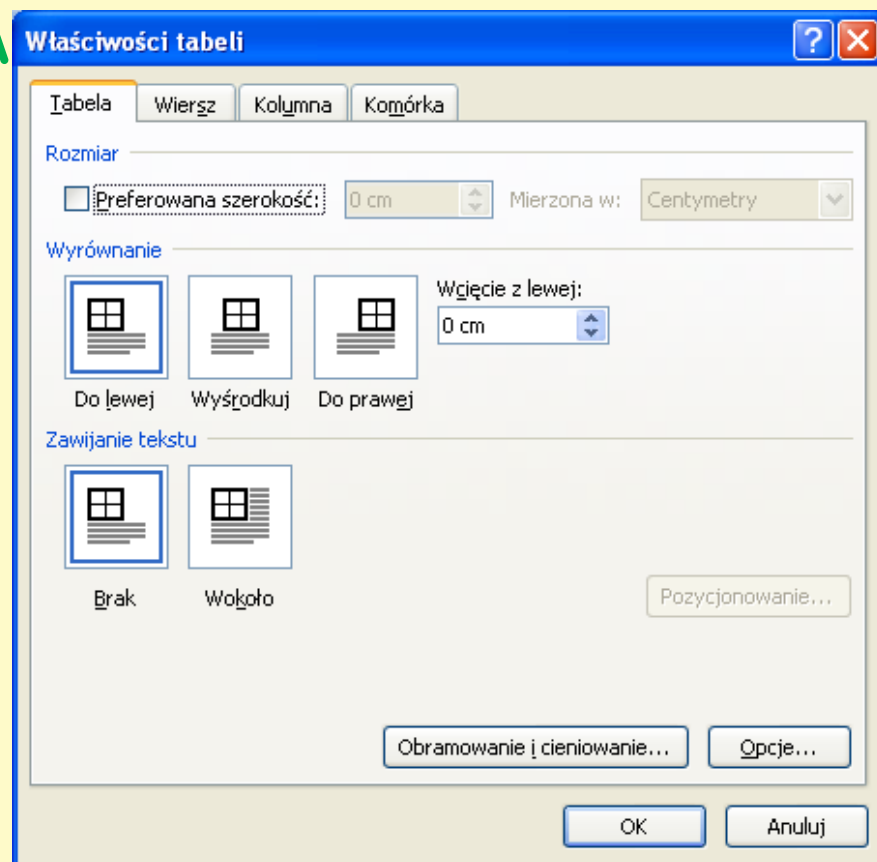 Właściwości tabeli
Tabela Wiersz Kolumna Komórka
Rozmiar
Preferowana szerokość: 0 cm Mierzona w: Centymetry
Wyrównanie
Wcięcie z lewej:
0 cm
Do lewej Wyśrodkuj Do prawej
Zawijanie tekstu
Brak Wokoło
Pozycjonowanie...
Obramowanie i cieniowanie... Opcje...
OK Anuluj